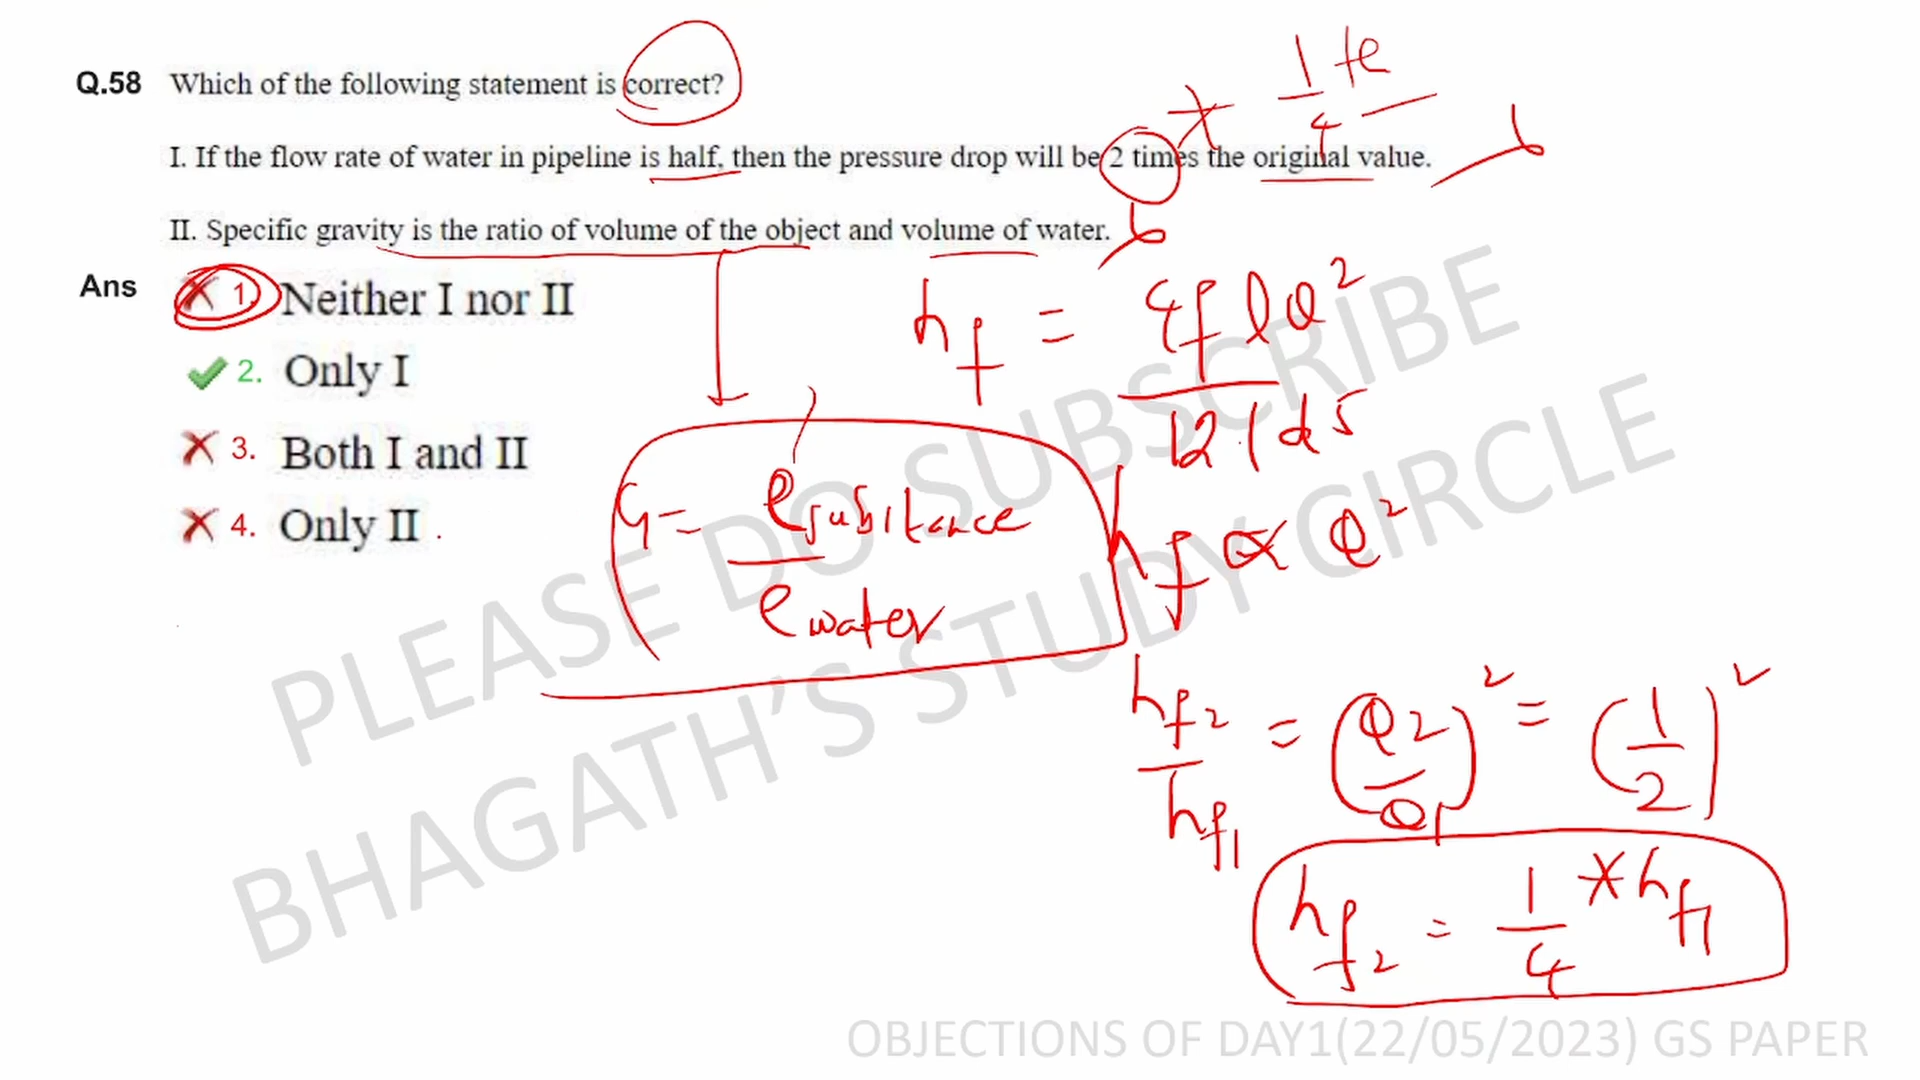 Q.58 Which of the following statement is correct?
1/4 te
I. If the flow rate of water in pipeline is half, then the pressure drop will be 2 times the original value.
II. Specific gravity is the ratio of volume of the object and volume of water.
Ans
1. Neither I nor II
2. Only I
3. Both I and II
4. Only II
hf = 4flQ²
12.1d5
G = ρsubstance
ρwater
hf ∝ Q²
hf2/hf1 = (Q2/Q1)² = (1/2)²
hf2 = 1/4 * hf1
PLEASE DO SUBSCRIBE
BHAGATH'S STUDY CIRCLE
OBJECTIONS OF DAY1(22/05/2023) GS PAPER